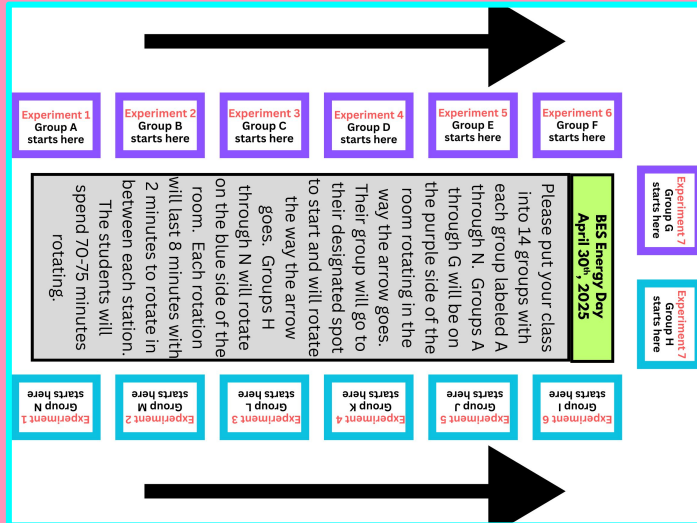 Experiment 1
Group A
starts here
Experiment 2
Group B
starts here
Experiment 3
Group C
starts here
Experiment 4
Group D
starts here
Experiment 5
Group E
starts here
Experiment 6
Group F
starts here
Experiment 7
Group G
starts here
BES Energy Day
April 30th, 2025
Please put your class
into 14 groups with
each group labeled A
through N. Groups A
through G will be on
the purple side of the
room rotating in the
way the arrow goes.
Their group will go to
their designated spot
to start and will rotate
the way the arrow
goes. Groups H
through N will rotate
on the blue side of the
room. Each rotation
will last 8 minutes with
2 minutes to rotate in
between each station.
The students will
spend 70-75 minutes
rotating.
Experiment 7
Group H
starts here
Experiment 6
Group I
starts here
Experiment 5
Group J
starts here
Experiment 4
Group K
starts here
Experiment 3
Group L
starts here
Experiment 2
Group M
starts here
Experiment 1
Group N
starts here